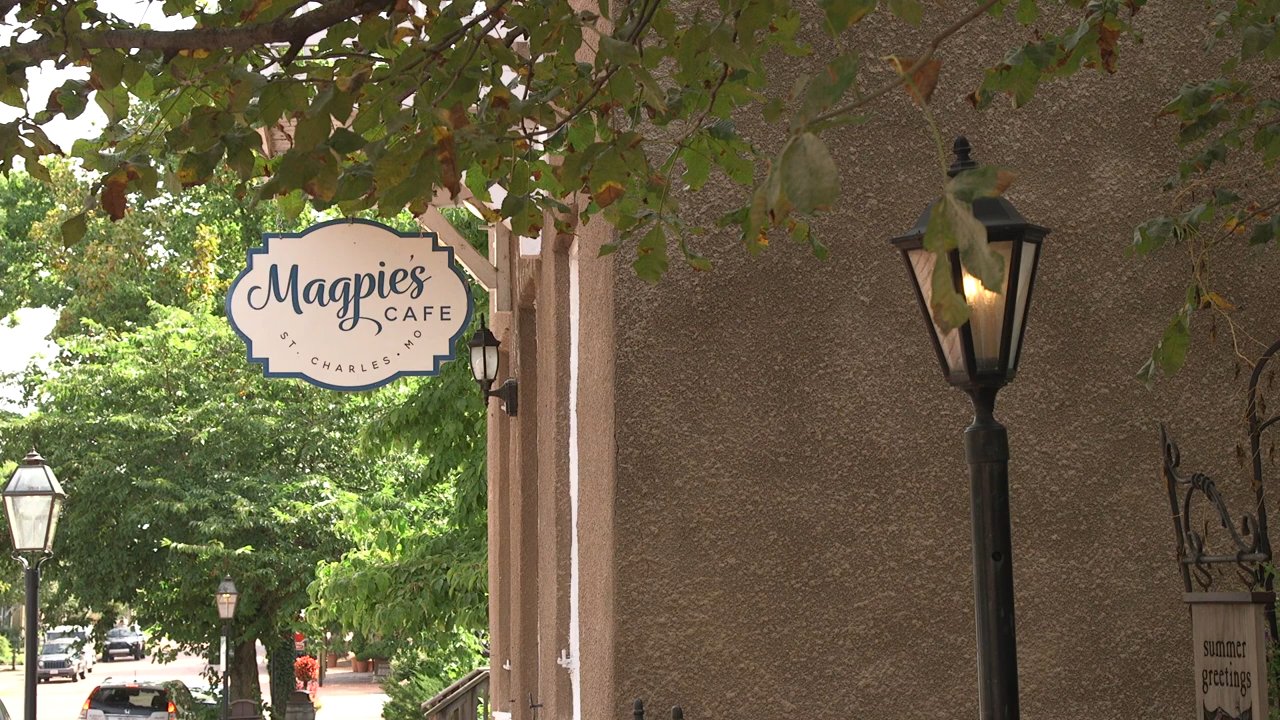 Magpie's
CAFE
ST. CHARLES • MO
summer
greetings